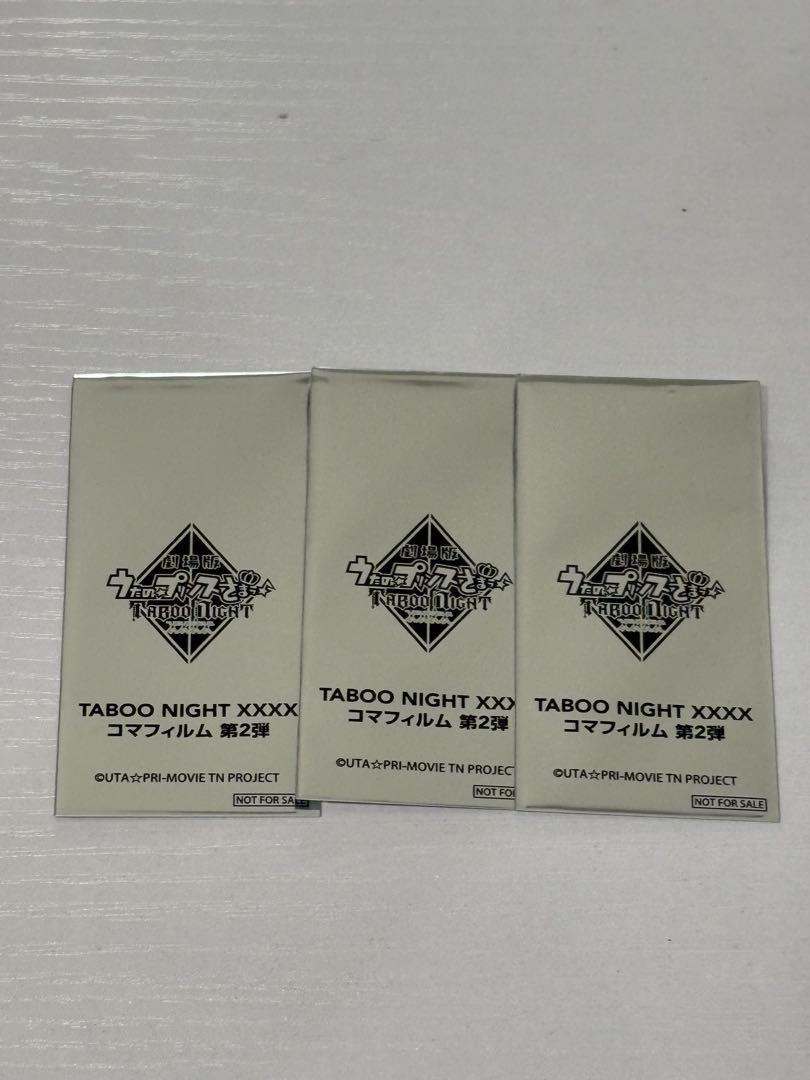 劇場版
うたの☆プリンスさまっ♪
TABOO NIGHT
XXXX
TABOO NIGHT XXXX
コマフィルム 第2弾
©UTA☆PRI-MOVIE TN PROJECT
NOT FOR SALE
劇場版
うたの☆プリンスさまっ♪
TABOO NIGHT
XXXX
TABOO NIGHT XXX
コマフィルム 第2弾
©UTA☆PRI-MOVIE TN PROJECT
NOT FO
劇場版
うたの☆プリンスさまっ♪
TABOO NIGHT
XXXX
TABOO NIGHT XXXX
コマフィルム 第2弾
©UTA☆PRI-MOVIE TN PROJECT
NOT FOR SALE